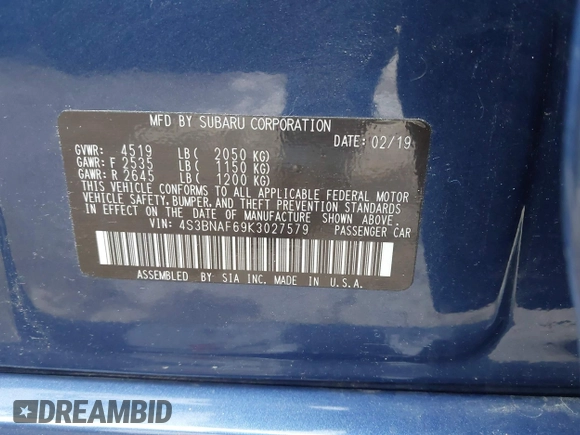 MFD BY SUBARU CORPORATION
DATE: 02/19
GVWR: 4519 LB( 2050 KG)
GAWR: F 2535 LB( 1150 KG)
GAWR: R 2645 LB( 1200 KG)
THIS VEHICLE CONFORMS TO ALL APPLICABLE FEDERAL MOTOR
VEHICLE SAFETY, BUMPER, AND THEFT PREVENTION STANDARDS
IN EFFECT ON THE DATE OF MANUFACTURE SHOWN ABOVE.
VIN: 4S3BNAF69K3027579 PASSENGER CAR
ASSEMBLED BY SIA INC. MADE IN U.S.A.
DREAMBID